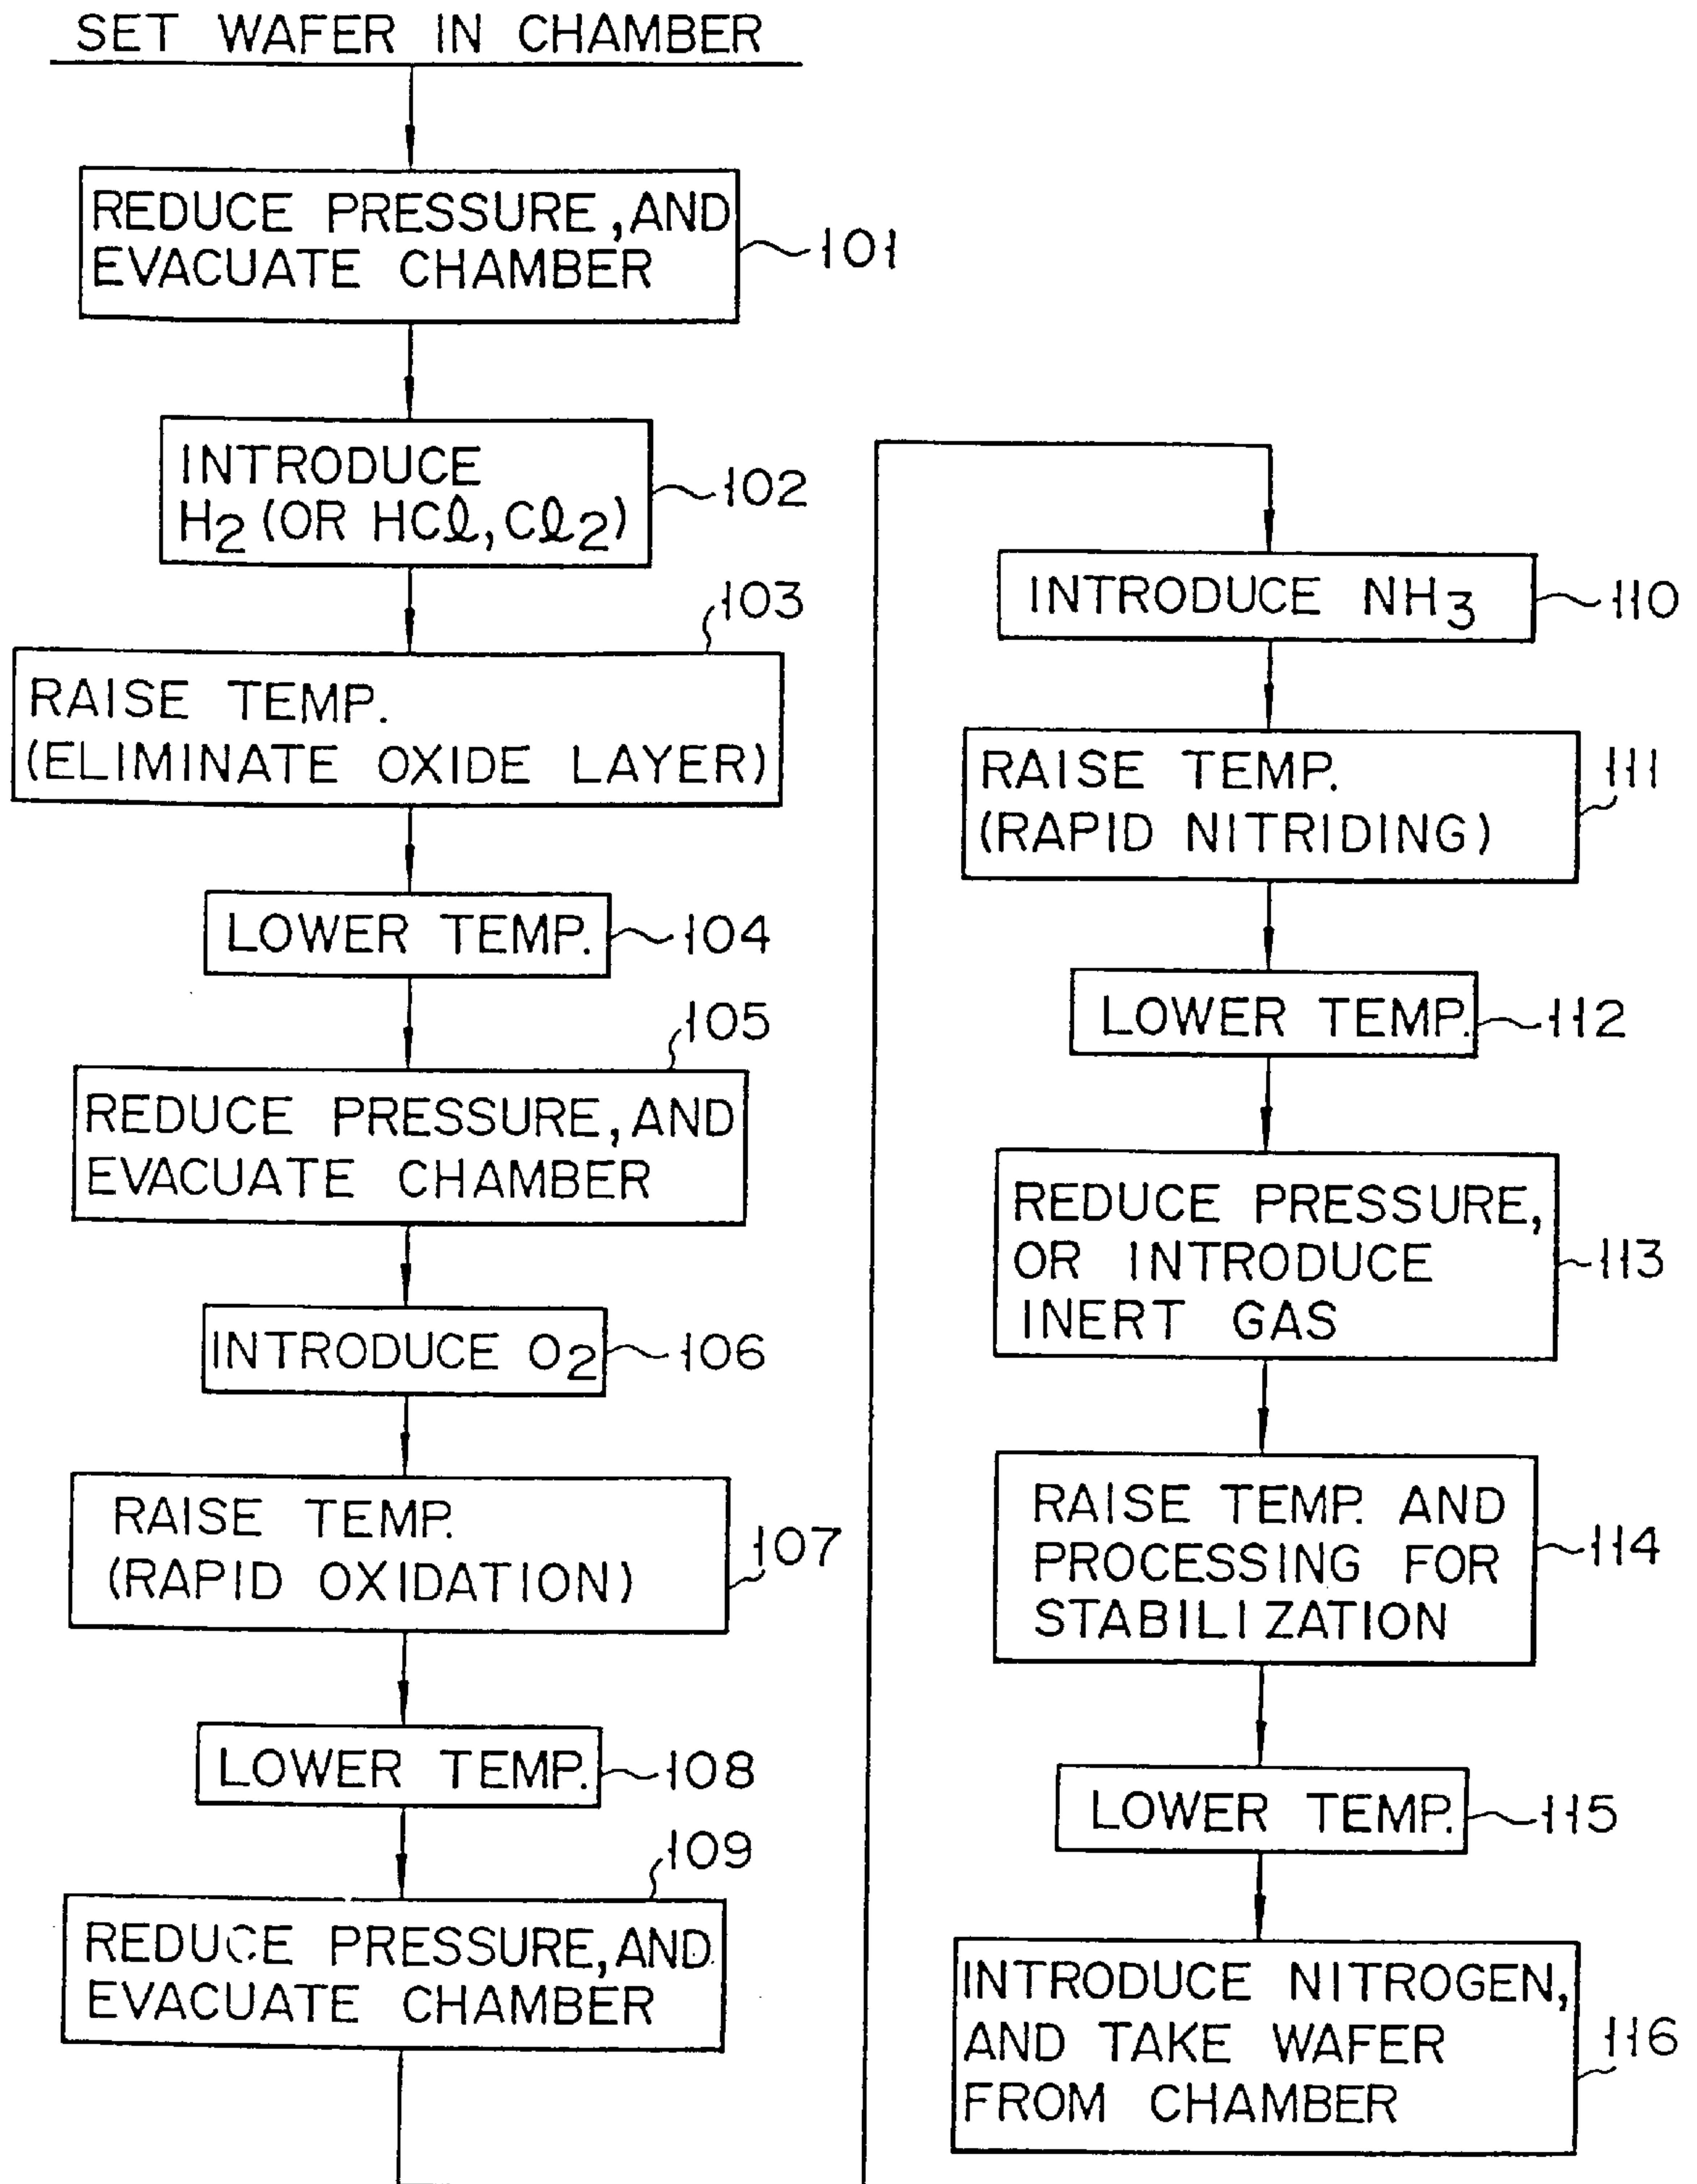 SET WAFER IN CHAMBER
REDUCE PRESSURE, AND
EVACUATE CHAMBER
101
INTRODUCE
H2 (OR HCl, Cl2)
102
103
RAISE TEMP.
(ELIMINATE OXIDE LAYER)
LOWER TEMP.
104
105
REDUCE PRESSURE, AND
EVACUATE CHAMBER
INTRODUCE O2
106
RAISE TEMP.
(RAPID OXIDATION)
107
LOWER TEMP.
108
109
REDUCE PRESSURE, AND
EVACUATE CHAMBER
INTRODUCE NH3
110
RAISE TEMP.
(RAPID NITRIDING)
111
LOWER TEMP.
112
REDUCE PRESSURE,
OR INTRODUCE
INERT GAS
113
RAISE TEMP. AND
PROCESSING FOR
STABILIZATION
114
LOWER TEMP.
115
INTRODUCE NITROGEN,
AND TAKE WAFER
FROM CHAMBER
116